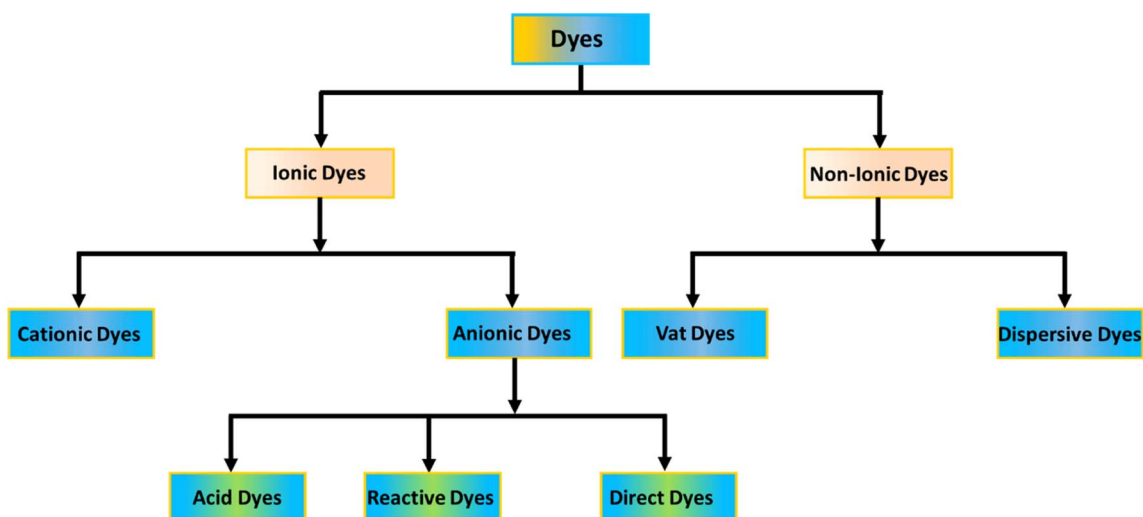 Dyes
Ionic Dyes
Non-Ionic Dyes
Cationic Dyes
Anionic Dyes
Vat Dyes
Dispersive Dyes
Acid Dyes
Reactive Dyes
Direct Dyes